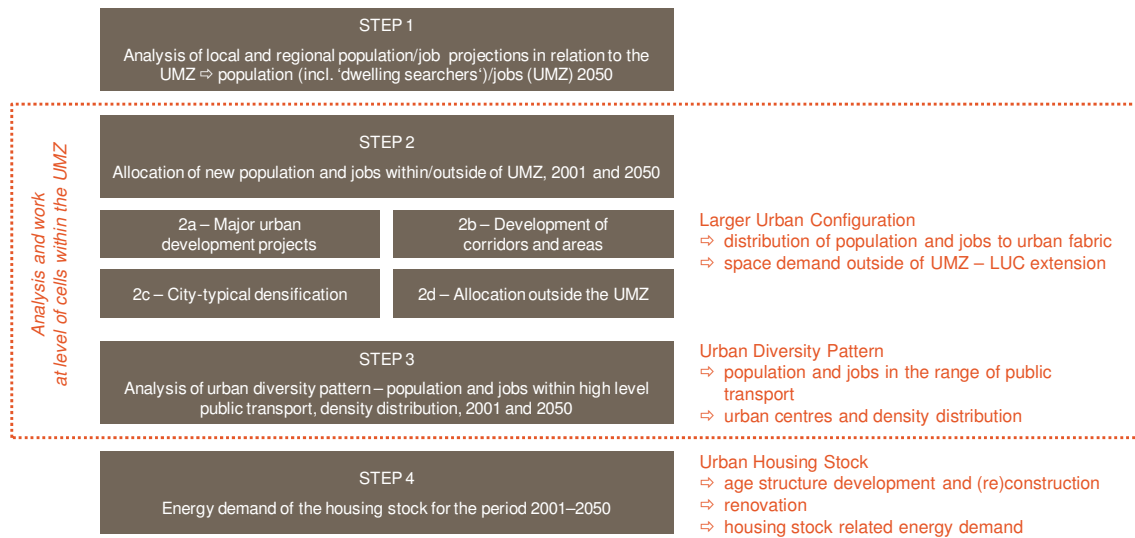 STEP 1
Analysis of local and regional population/job projections in relation to the
UMZ ⇨ population (incl. ‘dwelling searchers‘)/jobs (UMZ) 2050
Analysis and work
at level of cells within the UMZ
STEP 2
Allocation of new population and jobs within/outside of UMZ, 2001 and 2050
2a – Major urban
development projects
2b – Development of
corridors and areas
2c – City-typical densification
2d – Allocation outside the UMZ
Larger Urban Configuration
⇨ distribution of population and jobs to urban fabric
⇨ space demand outside of UMZ – LUC extension
STEP 3
Analysis of urban diversity pattern – population and jobs within high level
public transport, density distribution, 2001 and 2050
Urban Diversity Pattern
⇨ population and jobs in the range of public
transport
⇨ urban centres and density distribution
STEP 4
Energy demand of the housing stock for the period 2001–2050
Urban Housing Stock
⇨ age structure development and (re)construction
⇨ renovation
⇨ housing stock related energy demand